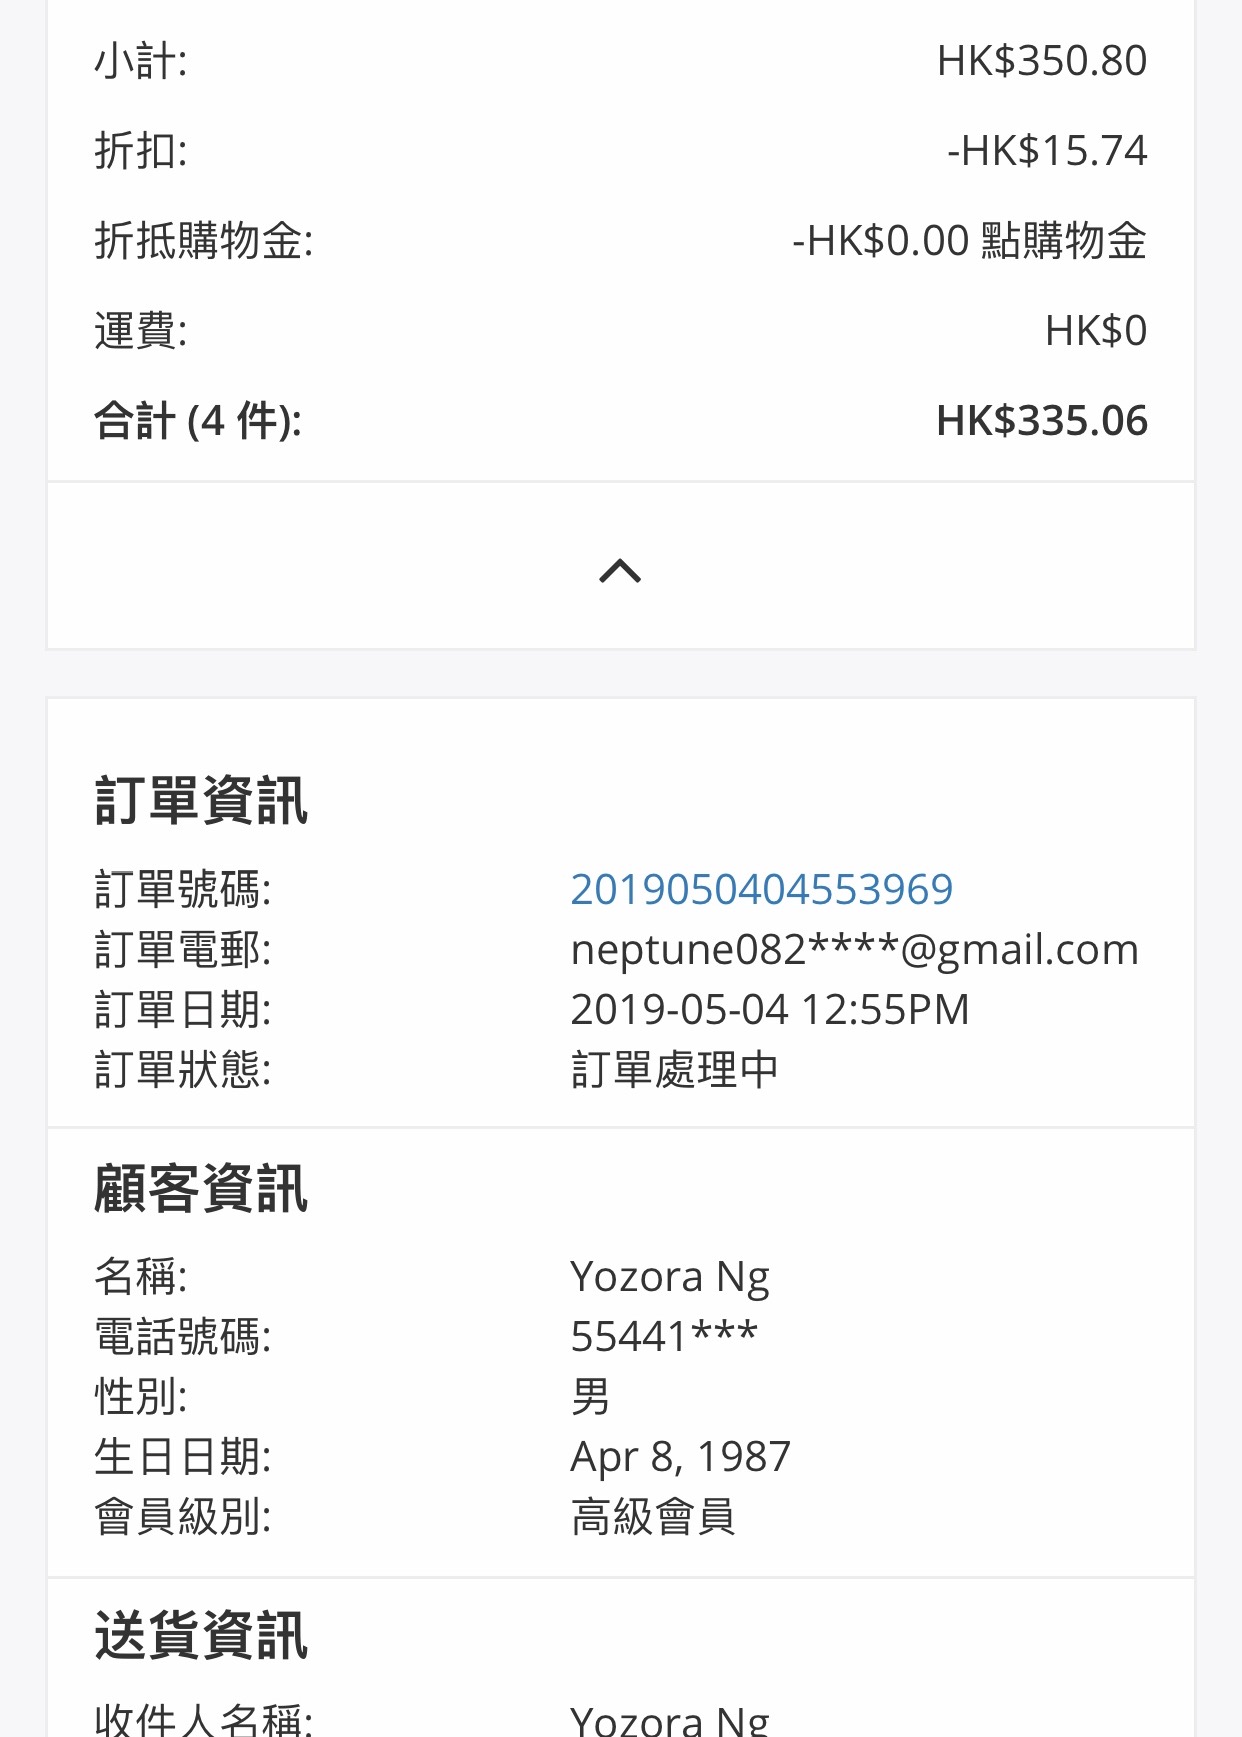 小計: HK$350.80
折扣: -HK$15.74
折抵購物金: -HK$0.00 點購物金
運費: HK$0
合計 (4 件): HK$335.06
訂單資訊
訂單號碼: 2019050404553969
訂單電郵: neptune082****@gmail.com
訂單日期: 2019-05-04 12:55PM
訂單狀態: 訂單處理中
顧客資訊
名稱: Yozora Ng
電話號碼: 55441***
性別: 男
生日日期: Apr 8, 1987
會員級別: 高級會員
送貨資訊
收件人名稱: Yozora Ng